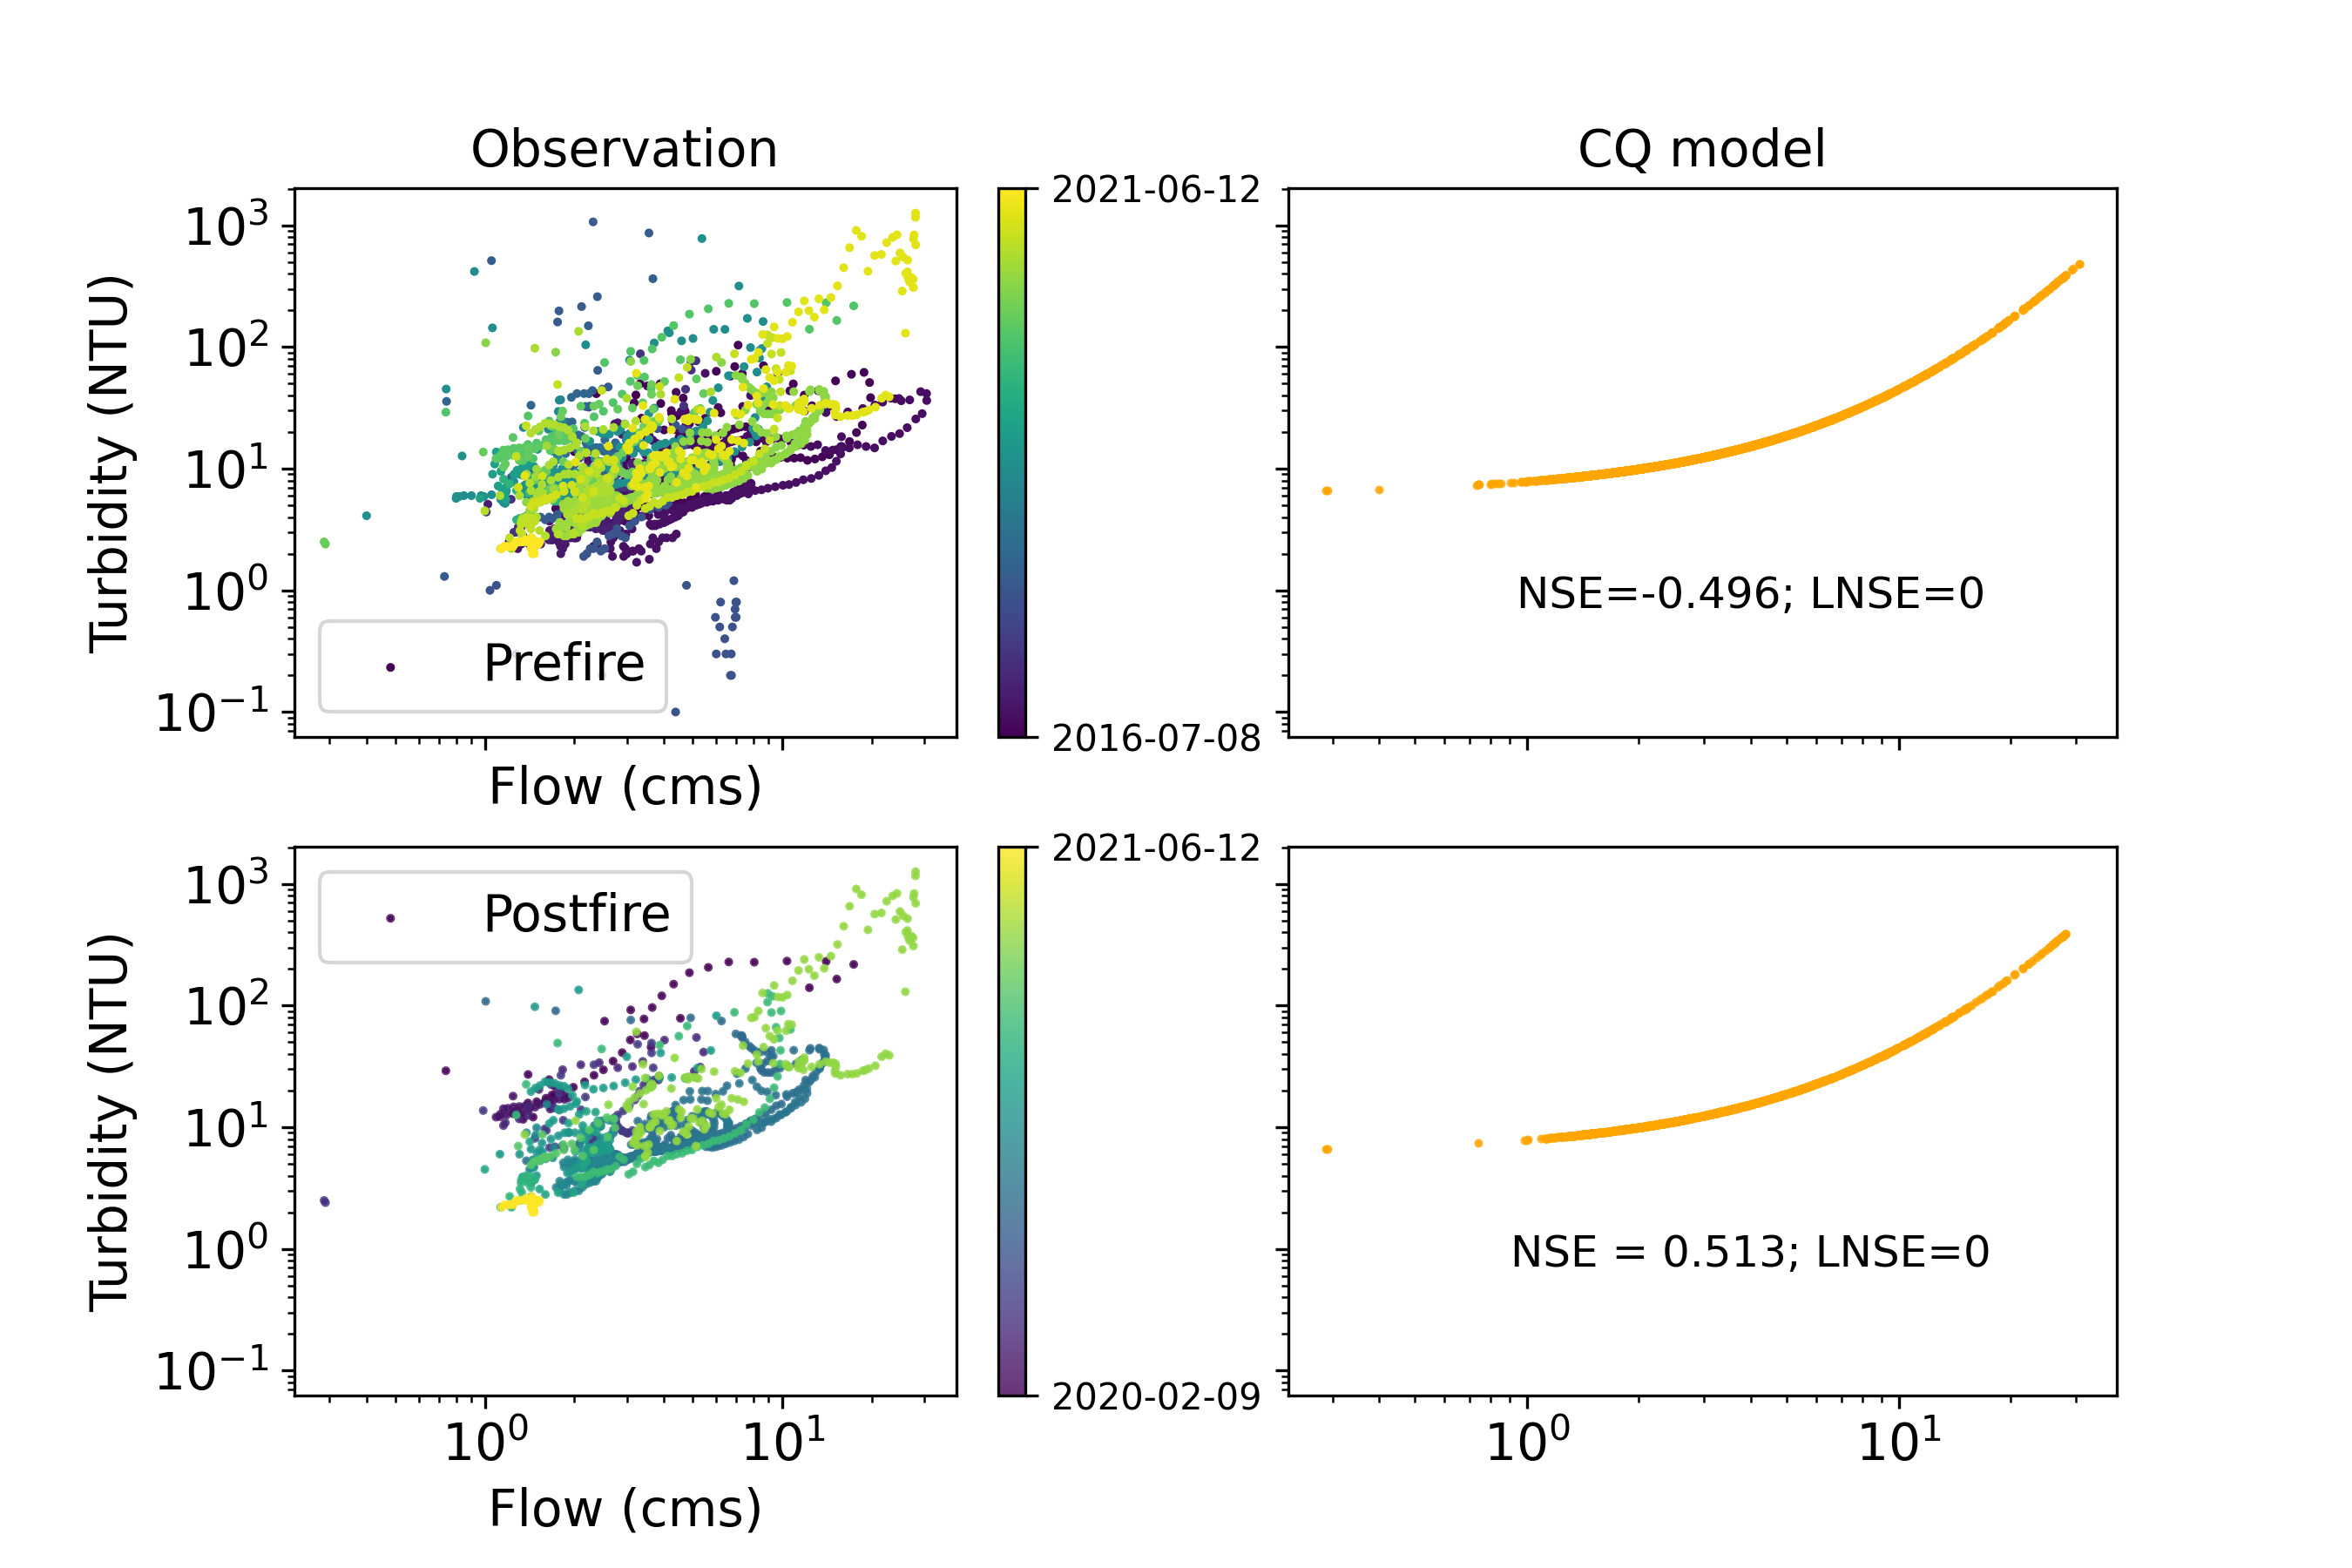 Observation
CQ model
Turbidity (NTU)
10³
10²
10¹
10⁰
10⁻¹
Prefire
Flow (cms)
2021-06-12
2016-07-08
NSE=-0.496; LNSE=0
Turbidity (NTU)
10³
10²
10¹
10⁰
10⁻¹
Postfire
10⁰ 10¹
Flow (cms)
2021-06-12
2020-02-09
NSE = 0.513; LNSE=0
10⁰ 10¹